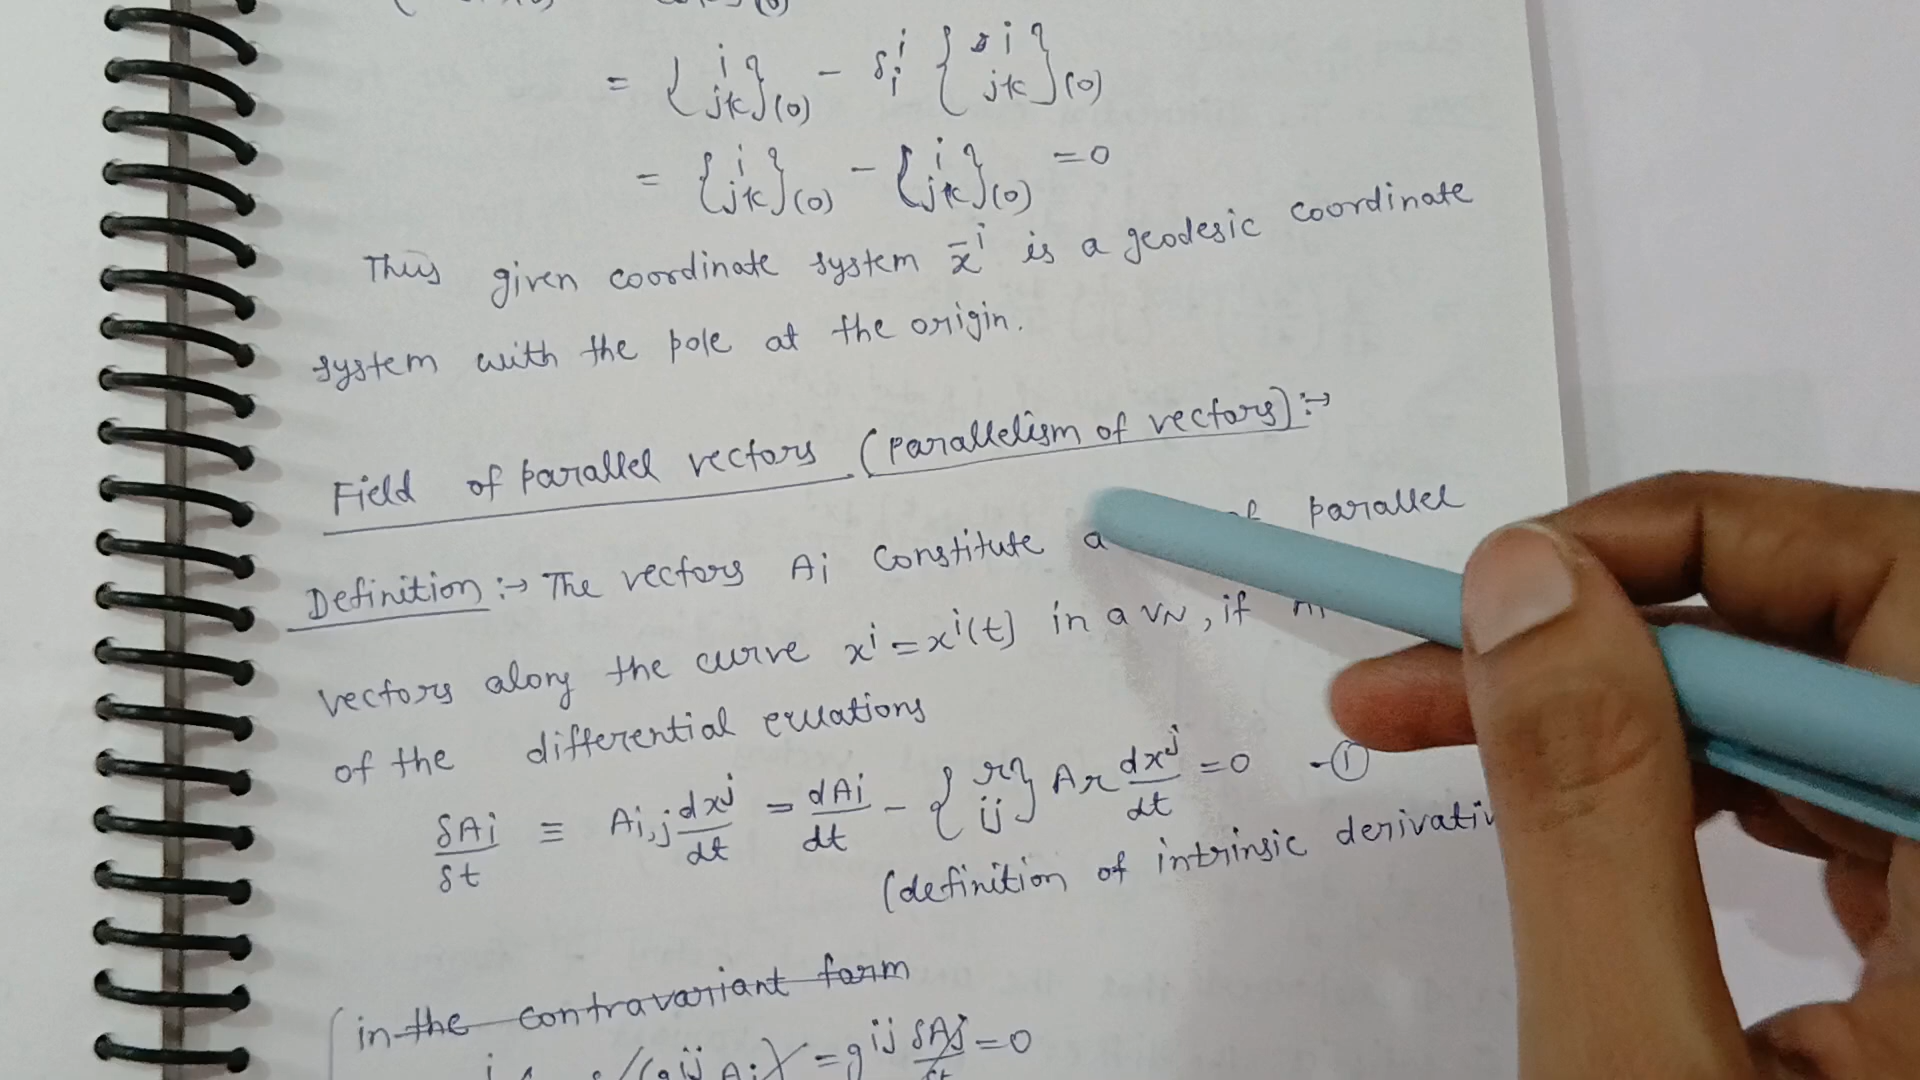 = { i jk }(0) - δ i i { s i jk }(0)
= { i jk }(0) - { i jk }(0) = 0
Thus given coordinate system x̄ i is a geodesic coordinate
system with the pole at the origin.
Field of parallel vectors (parallelism of vectors) :→
Definition :→ The vectors Ai constitute a of parallel
vectors along the curve x^i = x^i(t) in a VN, if
of the differential equations
δAi/δt ≡ Ai,j dx^j/dt = dAi/dt - { r ij } Ar dx^j/dt = 0 - ①
(definition of intrinsic derivativ
in the contravariant form
= g^ij δAj = 0